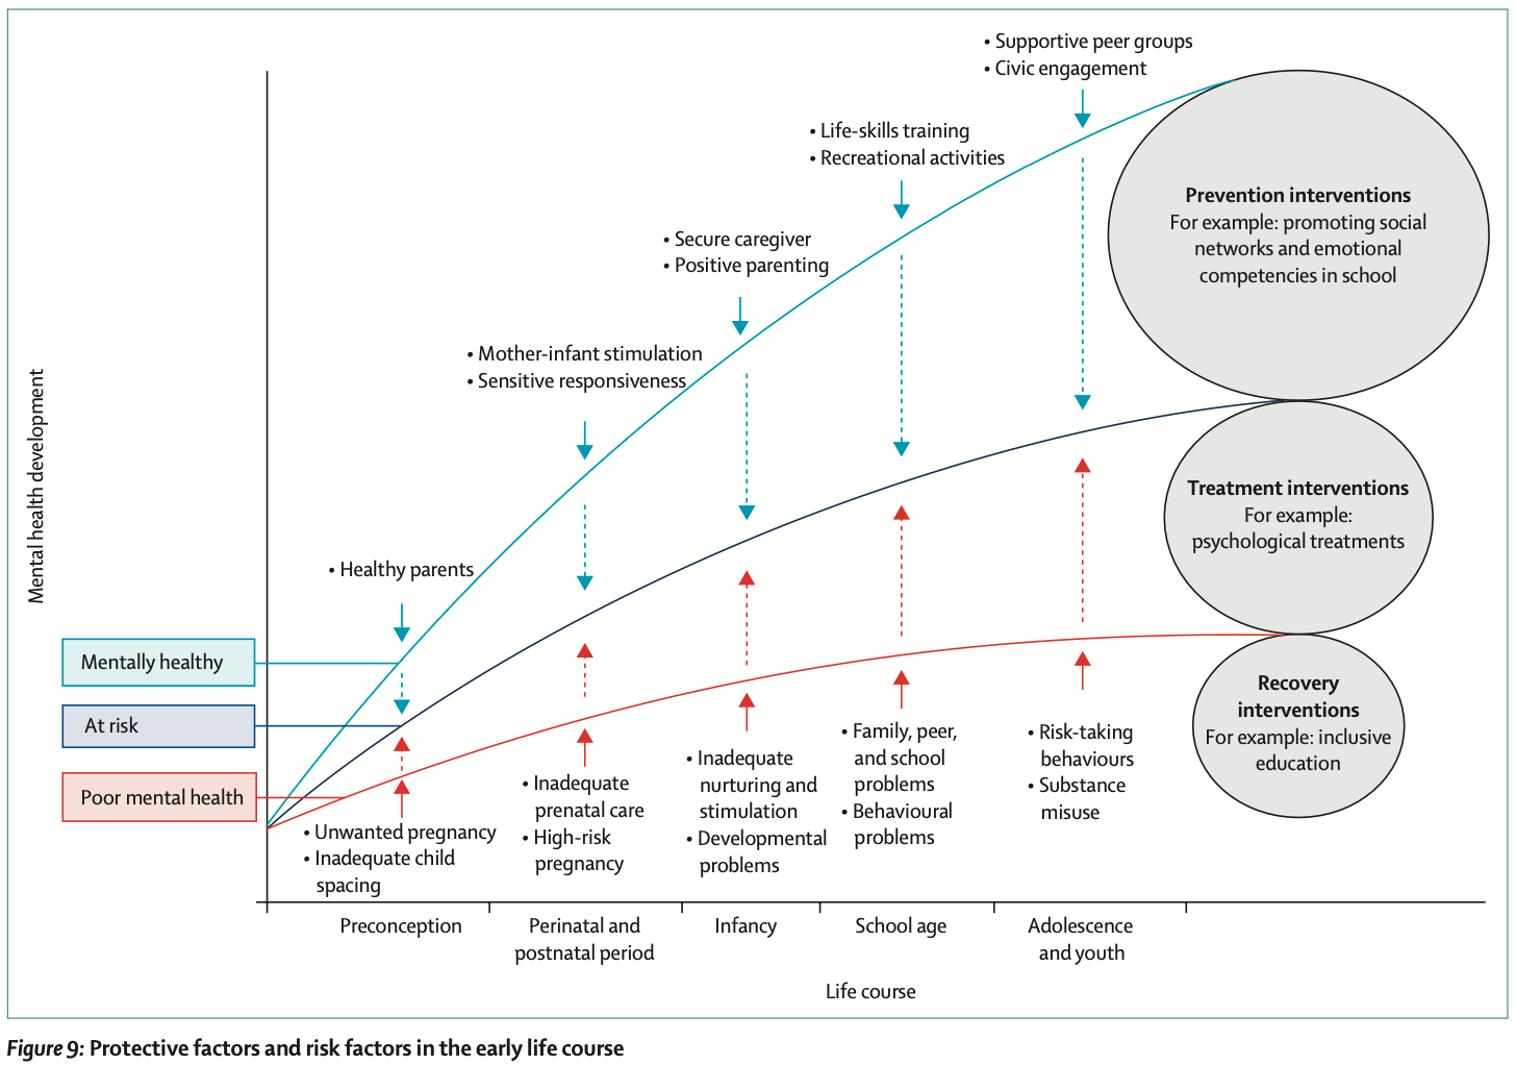 • Supportive peer groups
• Civic engagement
• Life-skills training
• Recreational activities
• Secure caregiver
• Positive parenting
• Mother-infant stimulation
• Sensitive responsiveness
• Healthy parents
Mental health development
Mentally healthy
At risk
Poor mental health
Prevention interventions
For example: promoting social
networks and emotional
competencies in school
Treatment interventions
For example:
psychological treatments
Recovery
interventions
For example: inclusive
education
• Unwanted pregnancy
• Inadequate child
spacing
• Inadequate
prenatal care
• High-risk
pregnancy
• Inadequate
nurturing and
stimulation
• Developmental
problems
• Family, peer,
and school
problems
• Behavioural
problems
• Risk-taking
behaviours
• Substance
misuse
Preconception
Perinatal and
postnatal period
Infancy
School age
Adolescence
and youth
Life course
Figure 9: Protective factors and risk factors in the early life course